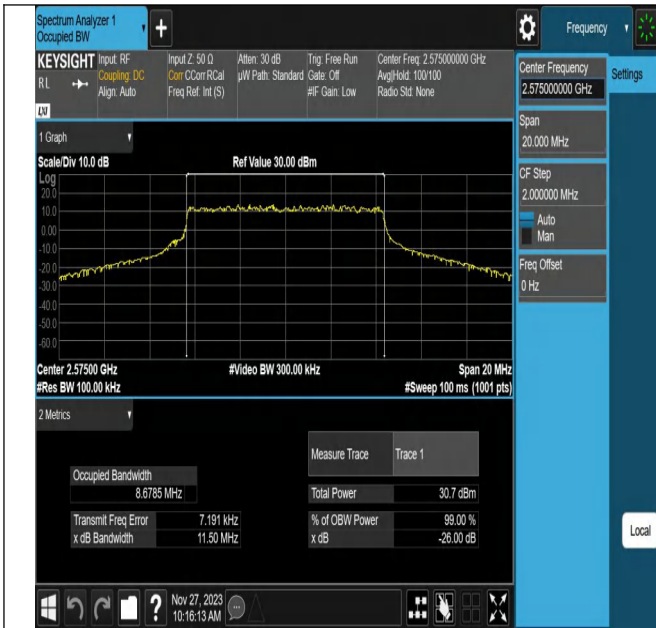 Spectrum Analyzer 1
Occupied BW
+
Frequency
KEYSIGHT
RL
LXI
Input: RF
Coupling: DC
Align: Auto
Input Z: 50 Ω
Corr CCorr RCal
Freq Ref: Int (S)
Atten: 30 dB
µW Path: Standard
Trig: Free Run
Gate: Off
#IF Gain: Low
Center Freq: 2.575000000 GHz
Avg|Hold: 100/100
Radio Std: None
Center Frequency
2.575000000 GHz
Settings
Span
20.000 MHz
CF Step
2.000000 MHz
Auto
Man
Freq Offset
0 Hz
Local
1 Graph
Scale/Div 10.0 dB
Ref Value 30.00 dBm
Log
20.0
10.0
0.00
-10.0
-20.0
-30.0
-40.0
-50.0
-60.0
Center 2.57500 GHz
#Video BW 300.00 kHz
Span 20 MHz
#Res BW 100.00 kHz
#Sweep 100 ms (1001 pts)
2 Metrics
Measure Trace
Trace 1
Occupied Bandwidth
8.6785 MHz
Total Power
30.7 dBm
Transmit Freq Error
7.191 kHz
% of OBW Power
99.00 %
x dB Bandwidth
11.50 MHz
x dB
-26.00 dB
?
Nov 27, 2023
10:16:13 AM